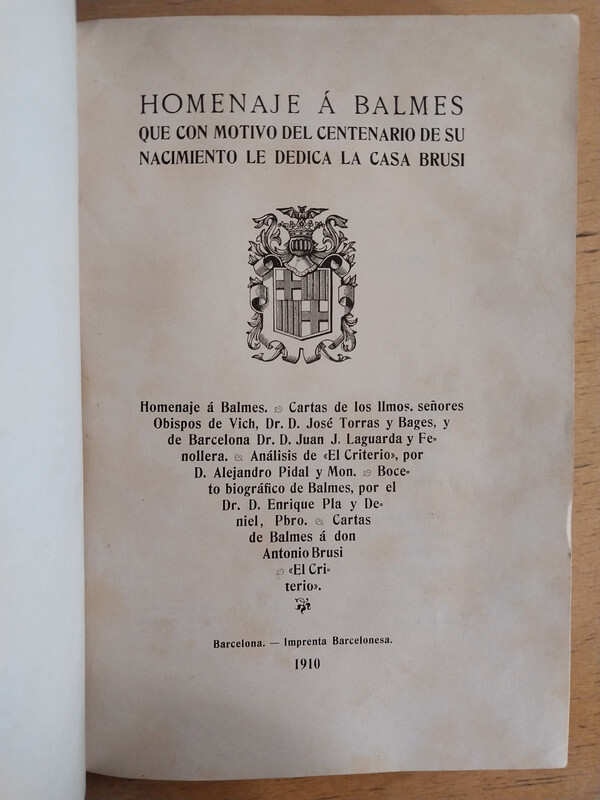 HOMENAJE Á BALMES
QUE CON MOTIVO DEL CENTENARIO DE SU
NACIMIENTO LE DEDICA LA CASA BRUSI
Homenaje á Balmes. Cartas de los Ilmos. señores
Obispos de Vich, Dr. D. José Torras y Bages, y
de Barcelona Dr. D. Juan J. Laguarda y Fe-
nollera. Análisis de «El Criterio», por
D. Alejandro Pidal y Mon. Boce-
to biográfico de Balmes, por el
Dr. D. Enrique Pla y De-
niel, Pbro. Cartas
de Balmes á don
Antonio Brusi
«El Cri-
terio».
Barcelona. — Imprenta Barcelonesa.
1910